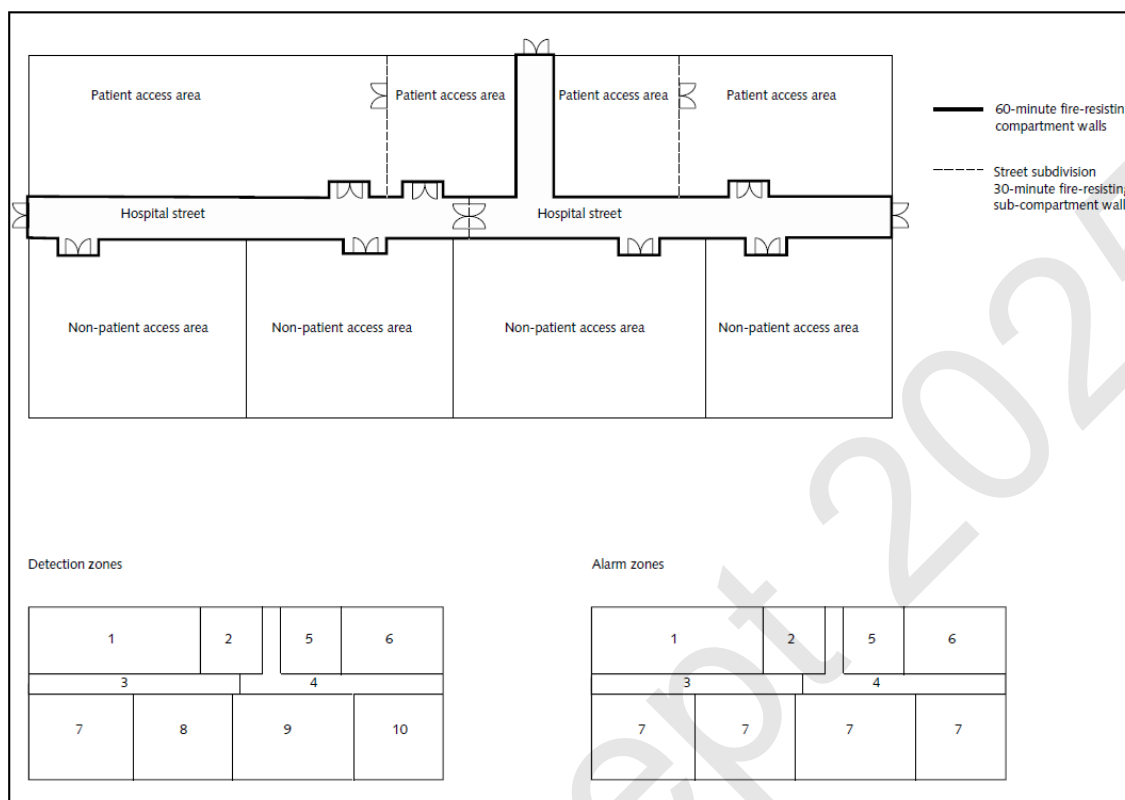 Patient access area
Patient access area
Patient access area
Patient access area
60-minute fire-resistin
compartment walls
Street subdivision
30-minute fire-resisting
sub-compartment wall
Hospital street
Hospital street
Non-patient access area
Non-patient access area
Non-patient access area
Non-patient access area
Detection zones
Alarm zones
1 2 5 6
3 4
7 8 9 10
1 2 5 6
3 4
7 7 7 7
ept 202